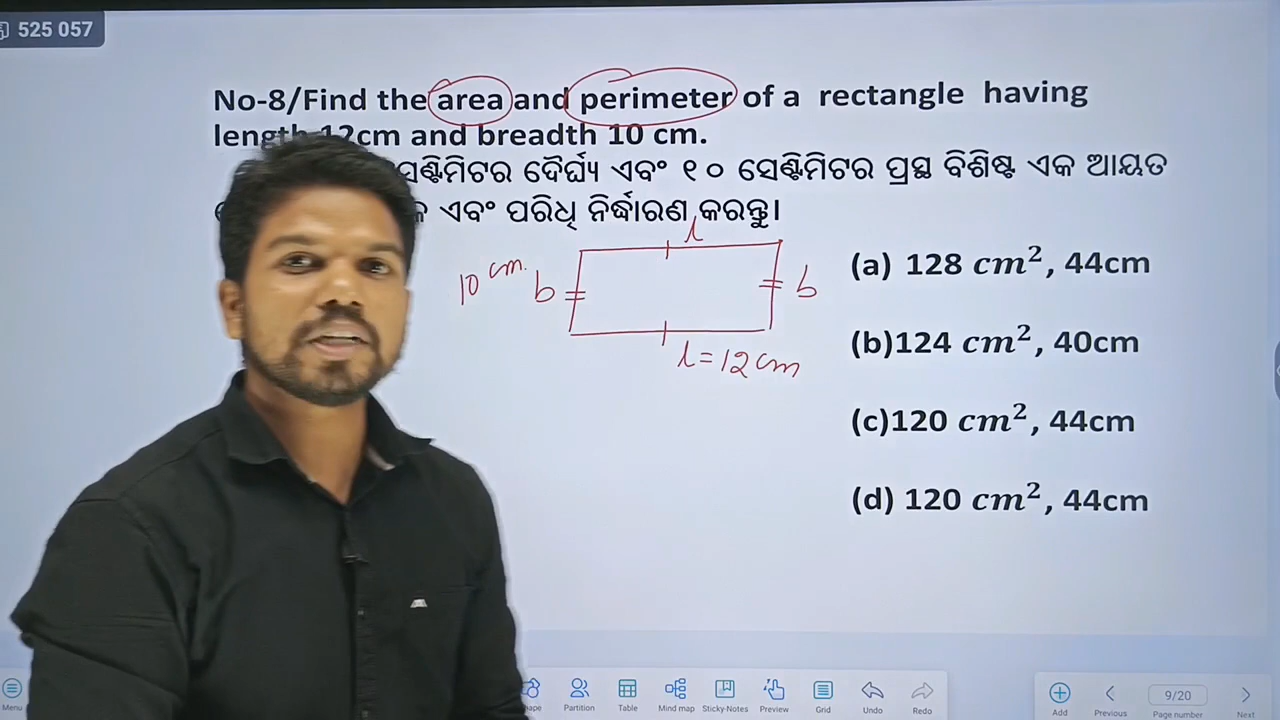 525 057
No-8/Find the area and perimeter of a rectangle having
length 12cm and breadth 10 cm.
ସେଣ୍ଟିମିଟର ଦୈର୍ଘ୍ୟ ଏବଂ ୧୦ ସେଣ୍ଟିମିଟର ପ୍ରସ୍ଥ ବିଶିଷ୍ଟ ଏକ ଆୟତ
ଏବଂ ପରିଧି ନିର୍ଦ୍ଧାରଣ କରନ୍ତୁ।
l
10 cm. b
b
l = 12 cm
(a) 128 cm², 44cm
(b)124 cm², 40cm
(c)120 cm², 44cm
(d) 120 cm², 44cm
Menu
Partition
Table
Mind map
Sticky-Notes
Preview
Grid
Undo
Redo
Add
Previous
9/20
Page number
Next